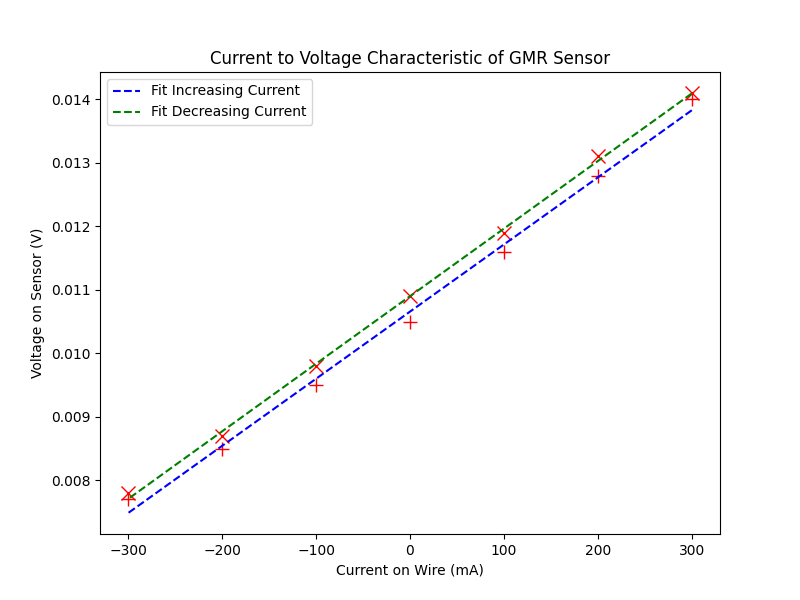 Current to Voltage Characteristic of GMR Sensor
Fit Increasing Current
Fit Decreasing Current
Voltage on Sensor (V)
0.014
0.013
0.012
0.011
0.010
0.009
0.008
−300 −200 −100 0 100 200 300
Current on Wire (mA)